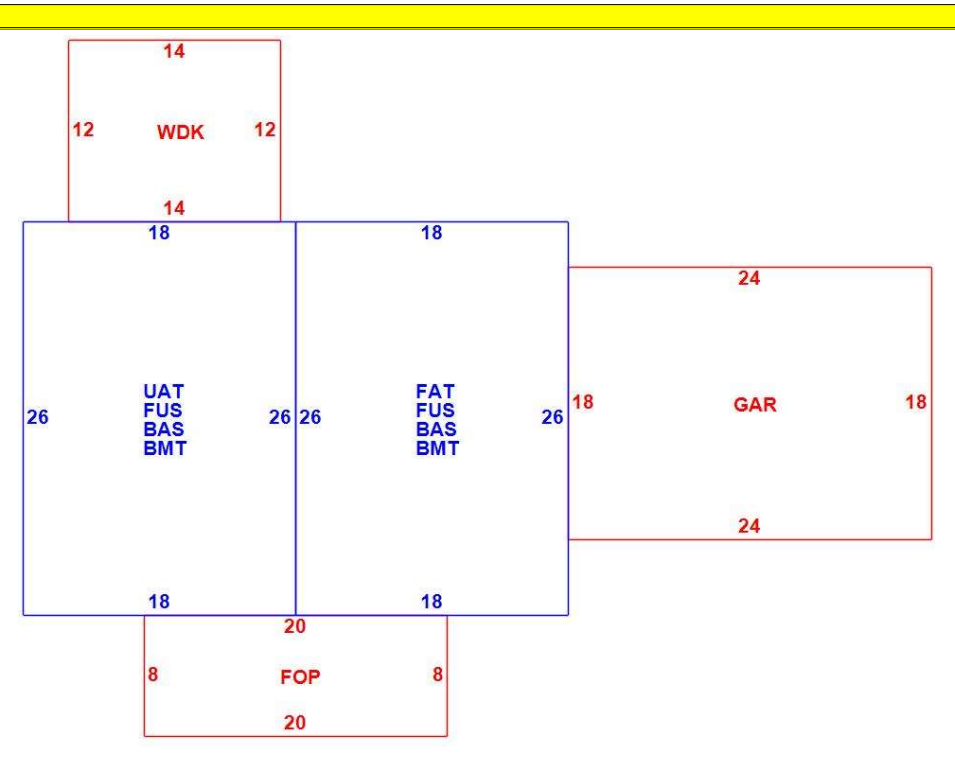 14
12 WDK 12
14
18 18
24
UAT
FUS
BAS
BMT
FAT
FUS
BAS
BMT
26 26 26 26
18 GAR 18
24
18 18
20
8 FOP 8
20